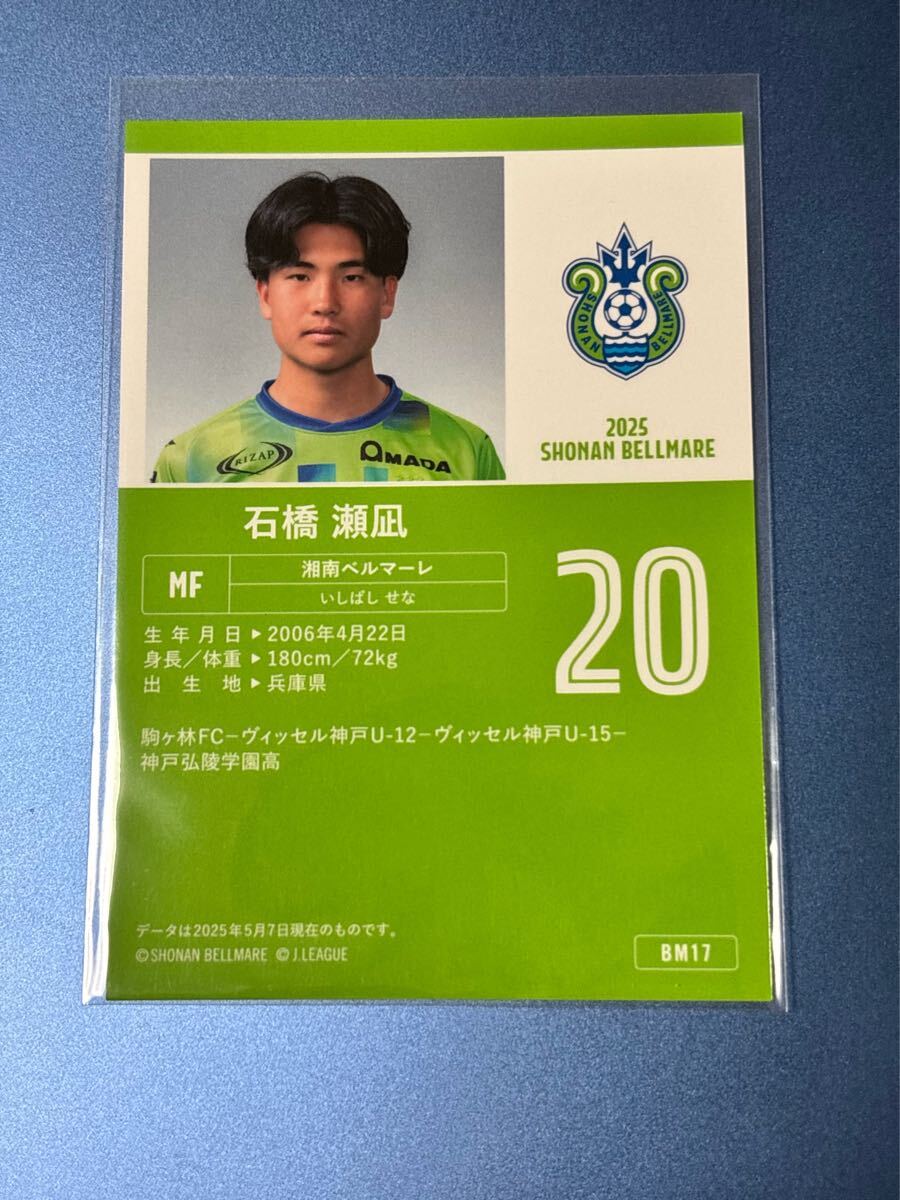 RIZAP
AMADA
SHONAN BELLMARE
2025
SHONAN BELLMARE
石橋 瀬凪
MF
湘南ベルマーレ
いしばし せな
20
生年月日▶2006年4月22日
身長／体重▶180cm／72kg
出生地▶兵庫県
駒ヶ林FC－ヴィッセル神戸U-12－ヴィッセル神戸U-15－
神戸弘陵学園高
データは2025年5月7日現在のものです。
©SHONAN BELLMARE ©J.LEAGUE
BM17